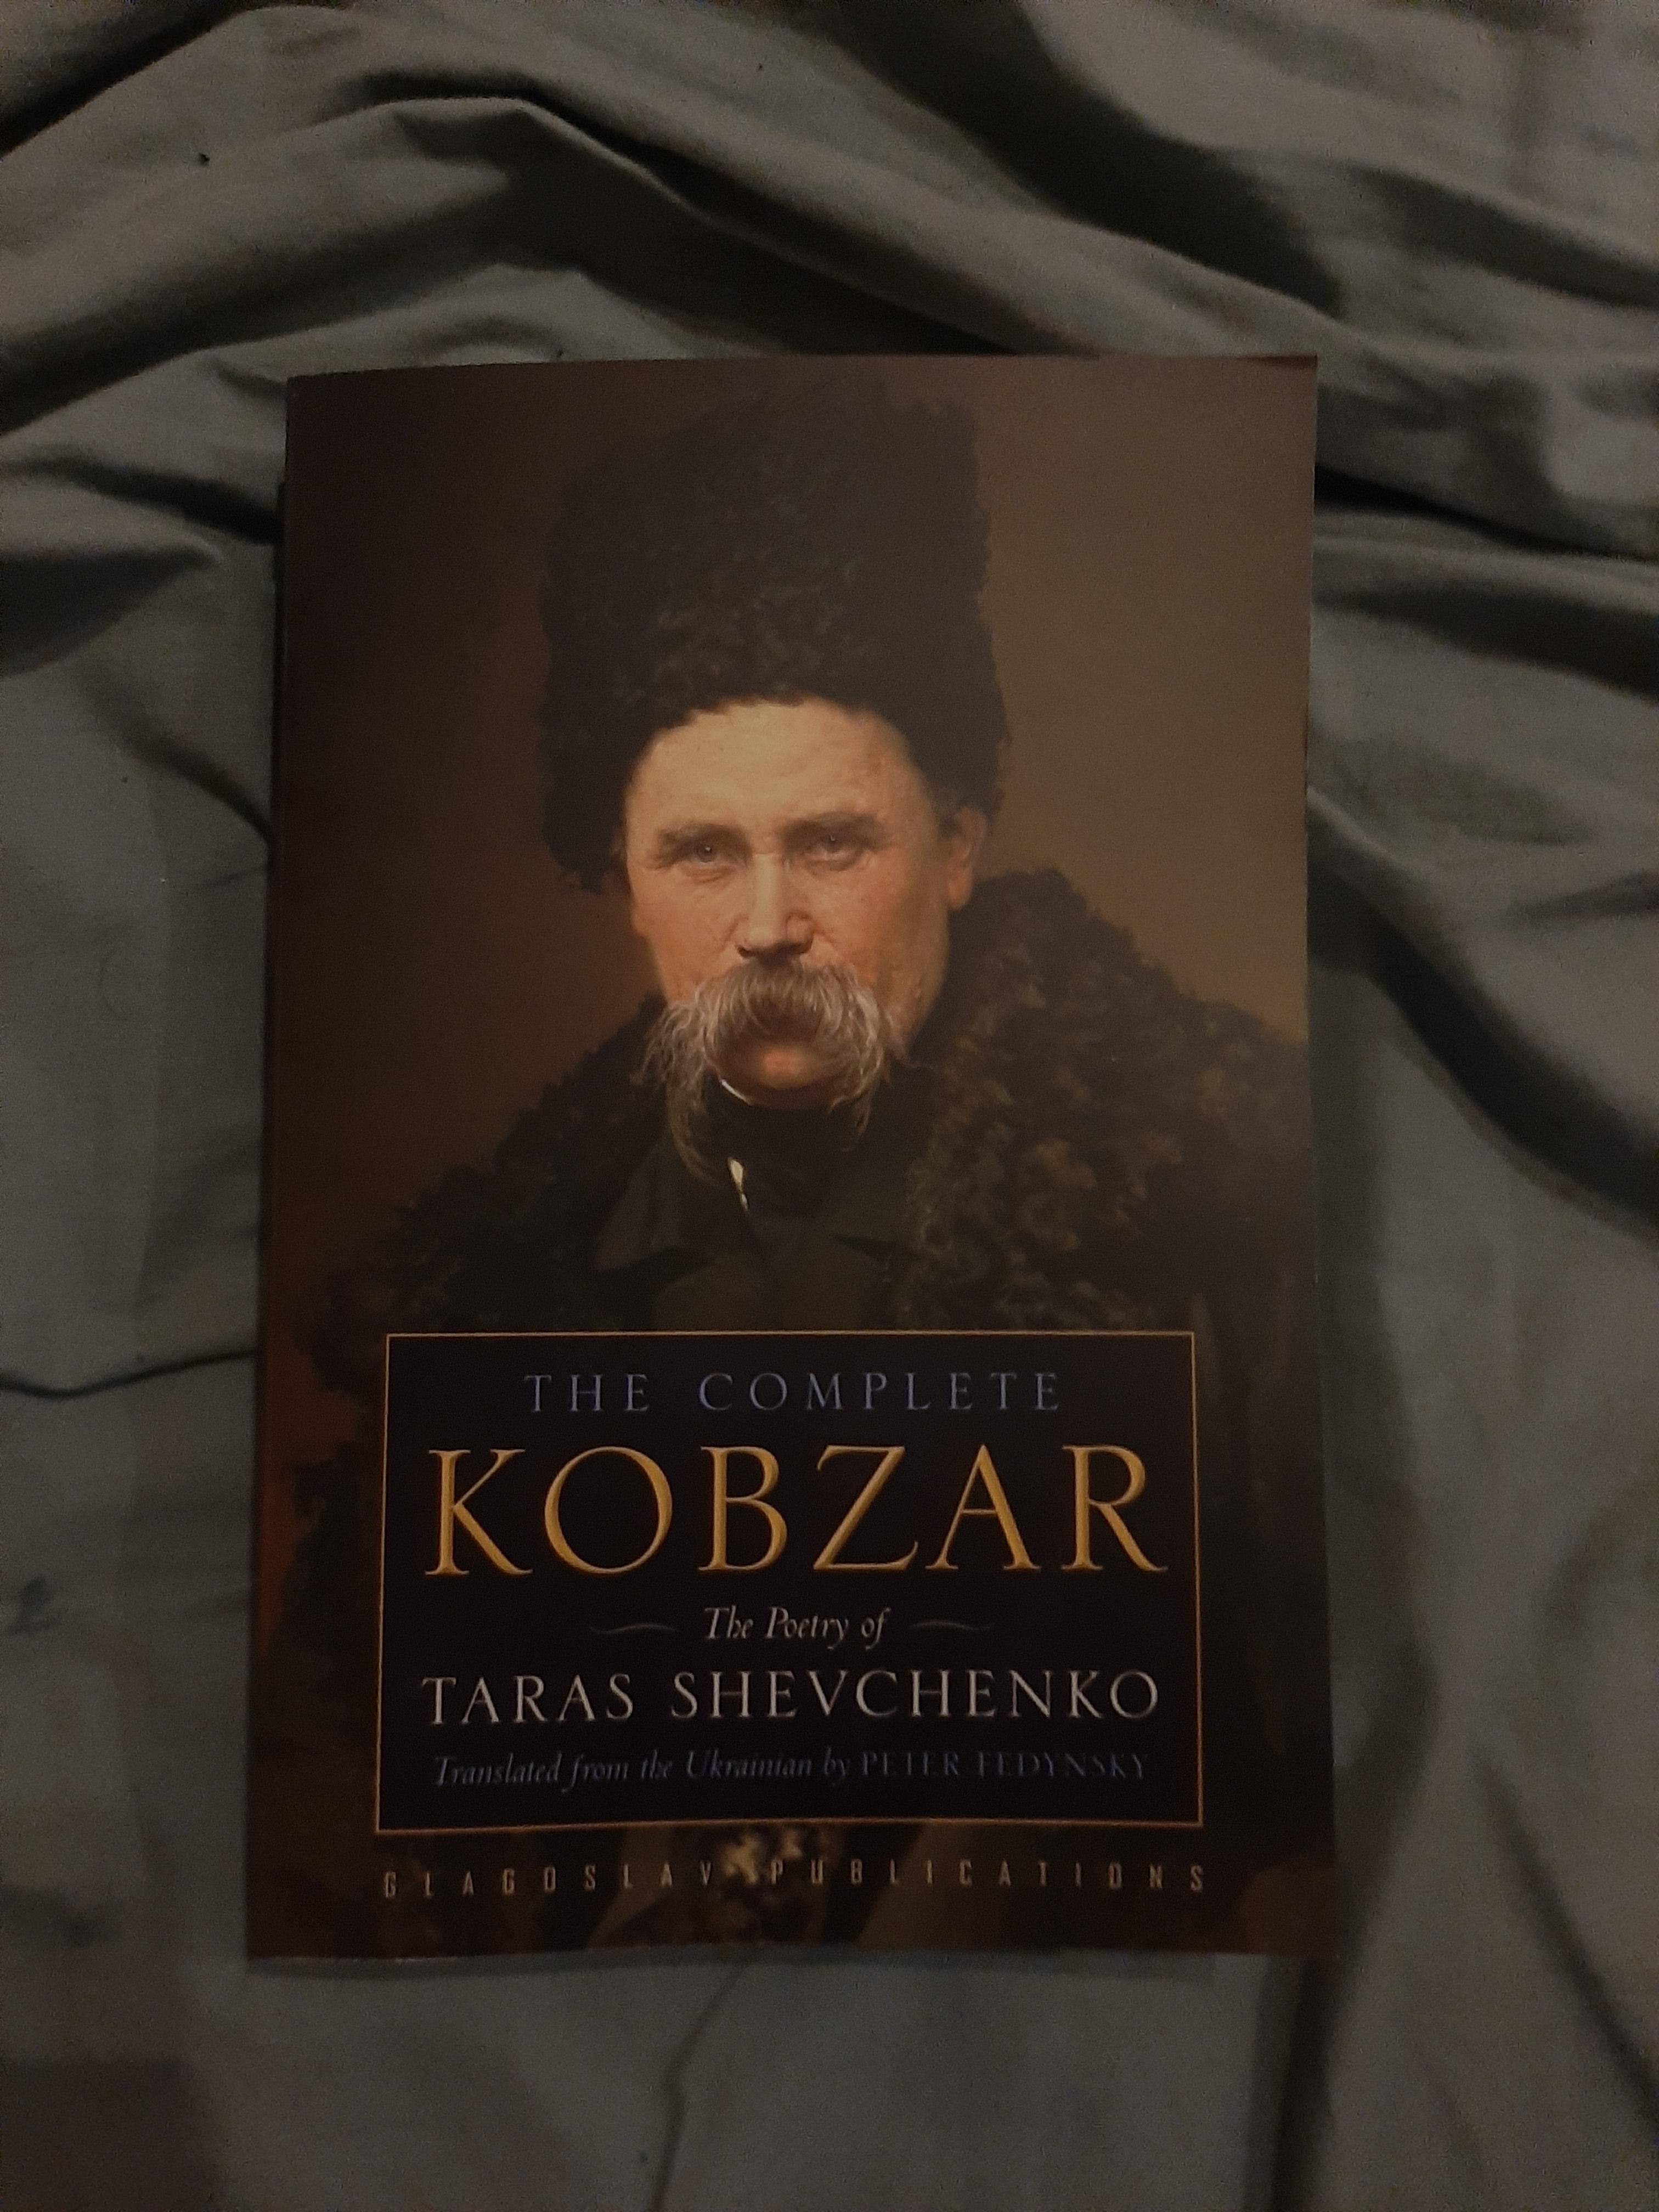 THE COMPLETE
KOBZAR
The Poetry of
TARAS SHEVCHENKO
Translated from the Ukrainian by PETER FEDYNSKY
GLAGOSLAV PUBLICATIONS